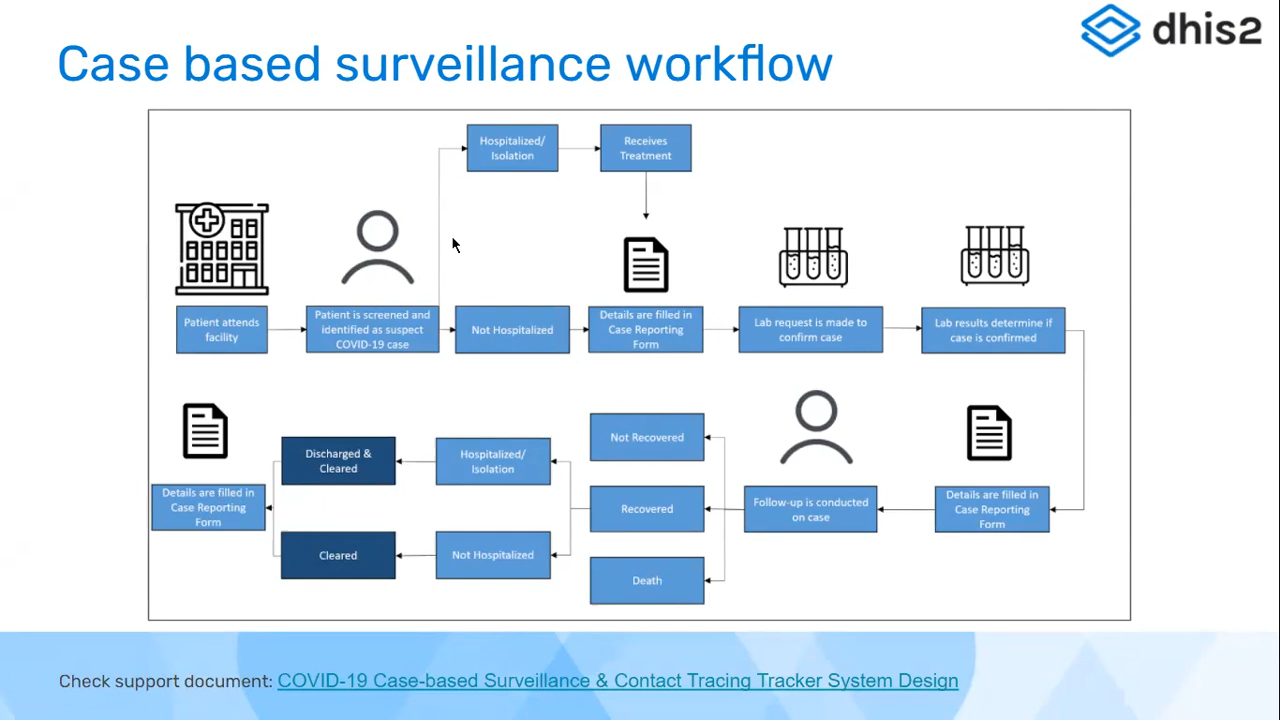 dhis2
Case based surveillance workflow
Hospitalized/
Isolation
Receives
Treatment
Patient attends
facility
Patient is screened and
identified as suspect
COVID-19 case
Not Hospitalized
Details are filled in
Case Reporting
Form
Lab request is made to
confirm case
Lab results determine if
case is confirmed
Details are filled in
Case Reporting
Form
Discharged &
Cleared
Hospitalized/
Isolation
Not Recovered
Recovered
Follow-up is conducted
on case
Details are filled in
Case Reporting
Form
Cleared
Not Hospitalized
Death
Check support document: COVID-19 Case-based Surveillance & Contact Tracing Tracker System Design